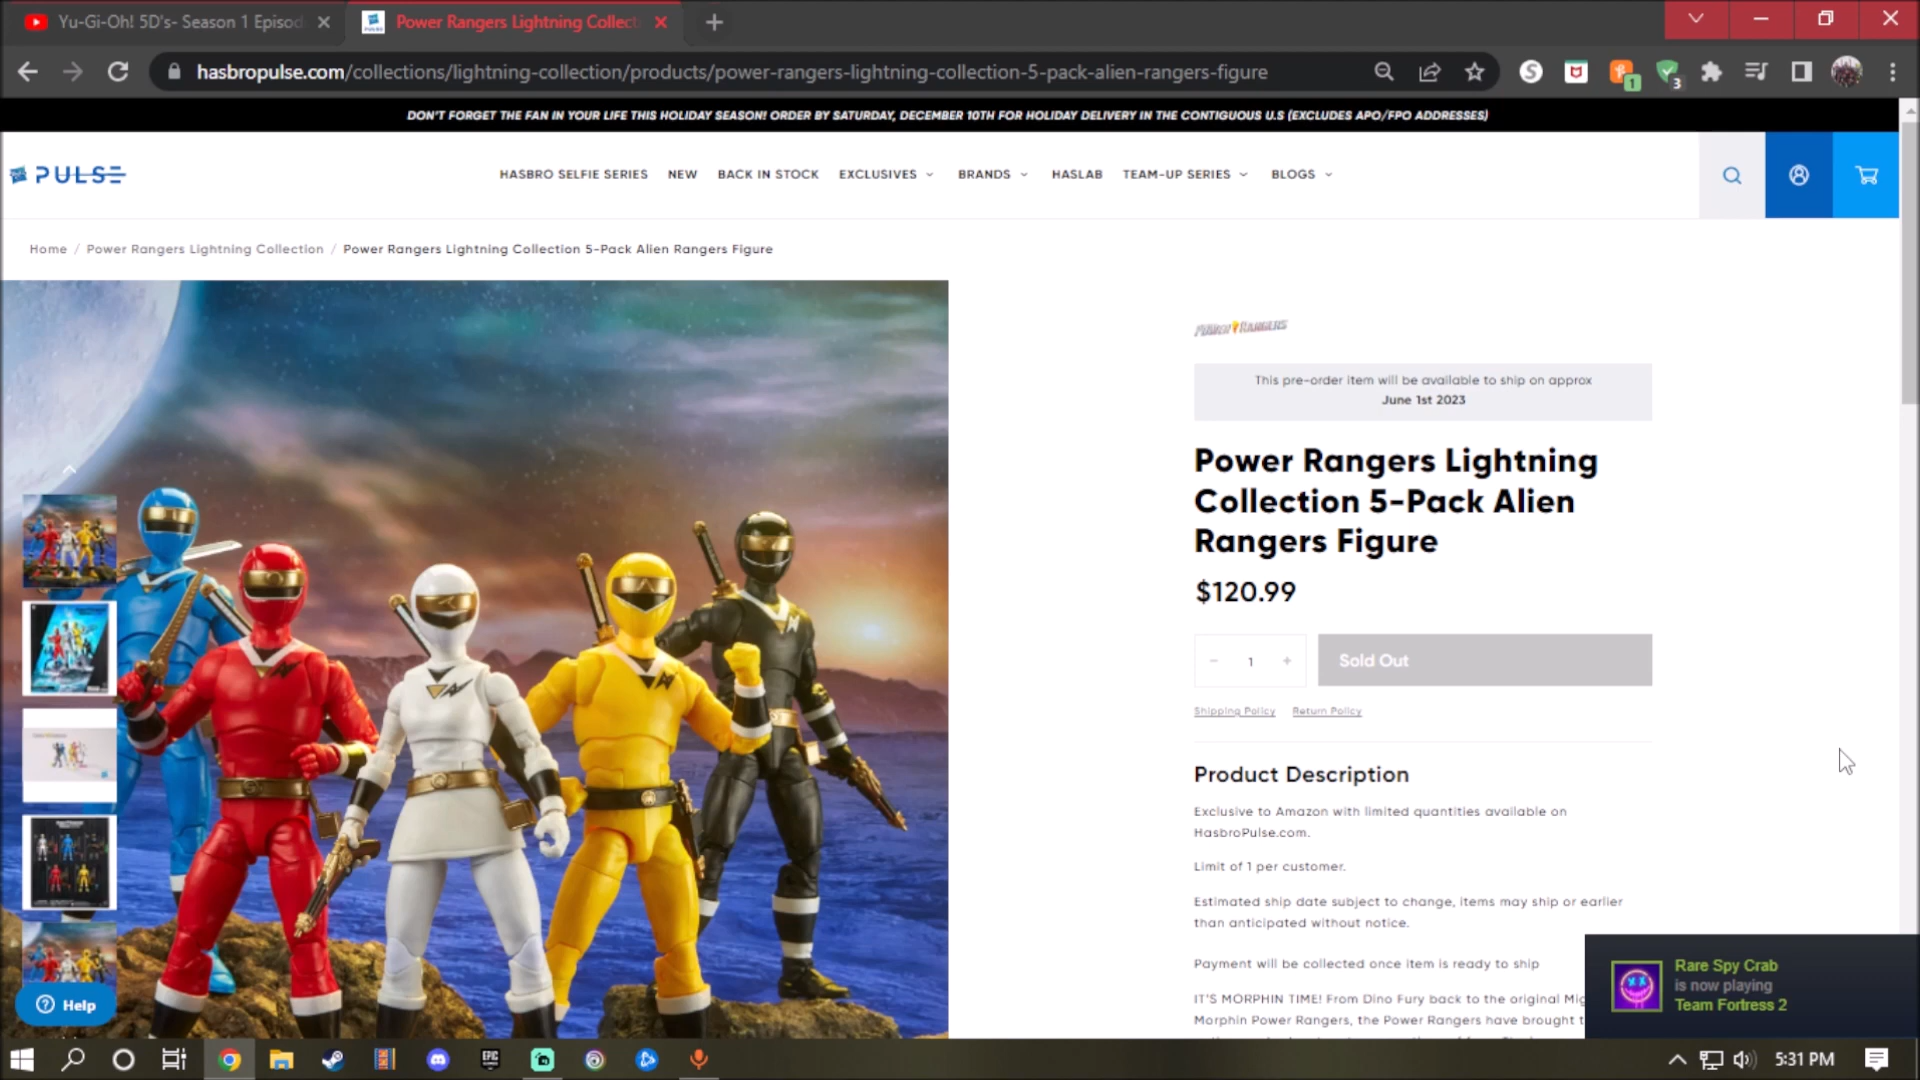 Yu-Gi-Oh! 5D's- Season 1 Episod
Power Rangers Lightning Collect
hasbropulse.com/collections/lightning-collection/products/power-rangers-lightning-collection-5-pack-alien-rangers-figure
1
3
DON'T FORGET THE FAN IN YOUR LIFE THIS HOLIDAY SEASON! ORDER BY SATURDAY, DECEMBER 10TH FOR HOLIDAY DELIVERY IN THE CONTIGUOUS U.S (EXCLUDES APO/FPO ADDRESSES)
PULSE
HASBRO SELFIE SERIES NEW BACK IN STOCK EXCLUSIVES BRANDS HASLAB TEAM-UP SERIES BLOGS
Home / Power Rangers Lightning Collection / Power Rangers Lightning Collection 5-Pack Alien Rangers Figure
POWER RANGERS
This pre-order item will be available to ship on approx
June 1st 2023
Power Rangers Lightning
Collection 5-Pack Alien
Rangers Figure
$120.99
- 1 + Sold Out
Shipping Policy Return Policy
Product Description
Exclusive to Amazon with limited quantities available on
HasbroPulse.com.
Limit of 1 per customer.
Estimated ship date subject to change, items may ship or earlier
than anticipated without notice.
Payment will be collected once item is ready to ship
IT'S MORPHIN TIME! From Dino Fury back to the original Mig
Morphin Power Rangers, the Power Rangers have brought t
Help
Rare Spy Crab
is now playing
Team Fortress 2
EPIC
5:31 PM